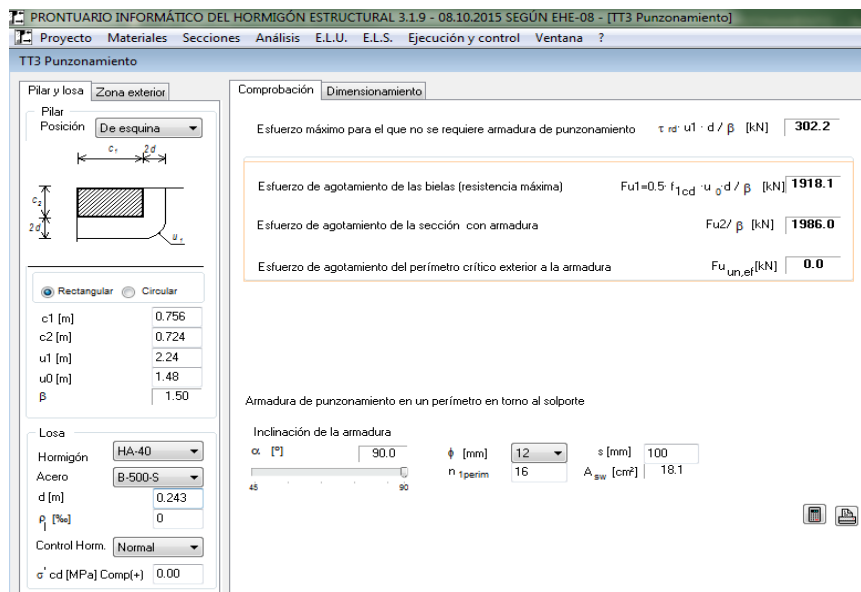 PRONTUARIO INFORMÁTICO DEL HORMIGÓN ESTRUCTURAL 3.1.9 - 08.10.2015 SEGÚN EHE-08 - [TT3 Punzonamiento]
Proyecto Materiales Secciones Análisis E.L.U. E.L.S. Ejecución y control Ventana ?
TT3 Punzonamiento
Pilar y losa Zona exterior
Pilar
Posición De esquina
c₁ 2d
c₂
2d
u₁
Rectangular Circular
c1 [m] 0.756
c2 [m] 0.724
u1 [m] 2.24
u0 [m] 1.48
β 1.50
Losa
Hormigón HA-40
Acero B-500-S
d [m] 0.243
ρl [‰] 0
Control Horm. Normal
σ'cd [MPa] Comp(+) 0.00
Comprobación Dimensionamiento
Esfuerzo máximo para el que no se requiere armadura de punzonamiento τ rd· u1 · d / β [kN] 302.2
Esfuerzo de agotamiento de las bielas (resistencia máxima) Fu1=0.5· f1cd ·u0·d / β [kN] 1918.1
Esfuerzo de agotamiento de la sección con armadura Fu2/ β [kN] 1986.0
Esfuerzo de agotamiento del perímetro crítico exterior a la armadura Fu un,ef [kN] 0.0
Armadura de punzonamiento en un perímetro en torno al solporte
Inclinación de la armadura
α [º] 90.0 ϕ [mm] 12 s [mm] 100
n 1perim 16 Asw [cm²] 18.1
45 90